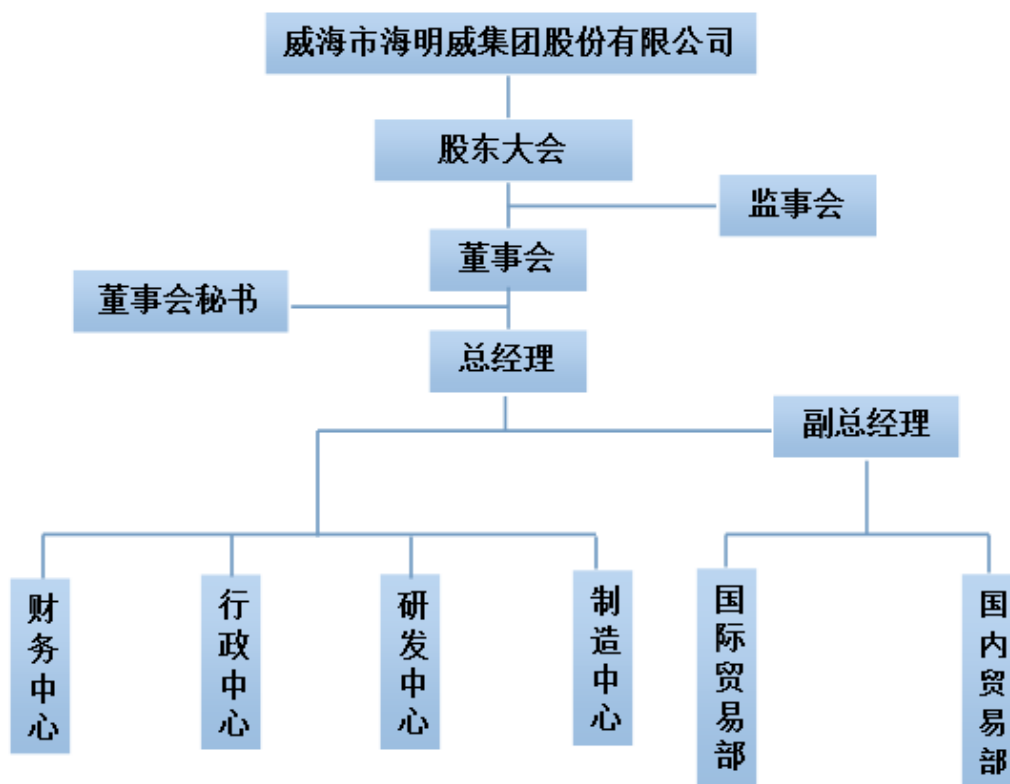 威海市海明威集团股份有限公司
股东大会
监事会
董事会
董事会秘书
总经理
副总经理
财务中心
行政中心
研发中心
制造中心
国际贸易部
国内贸易部